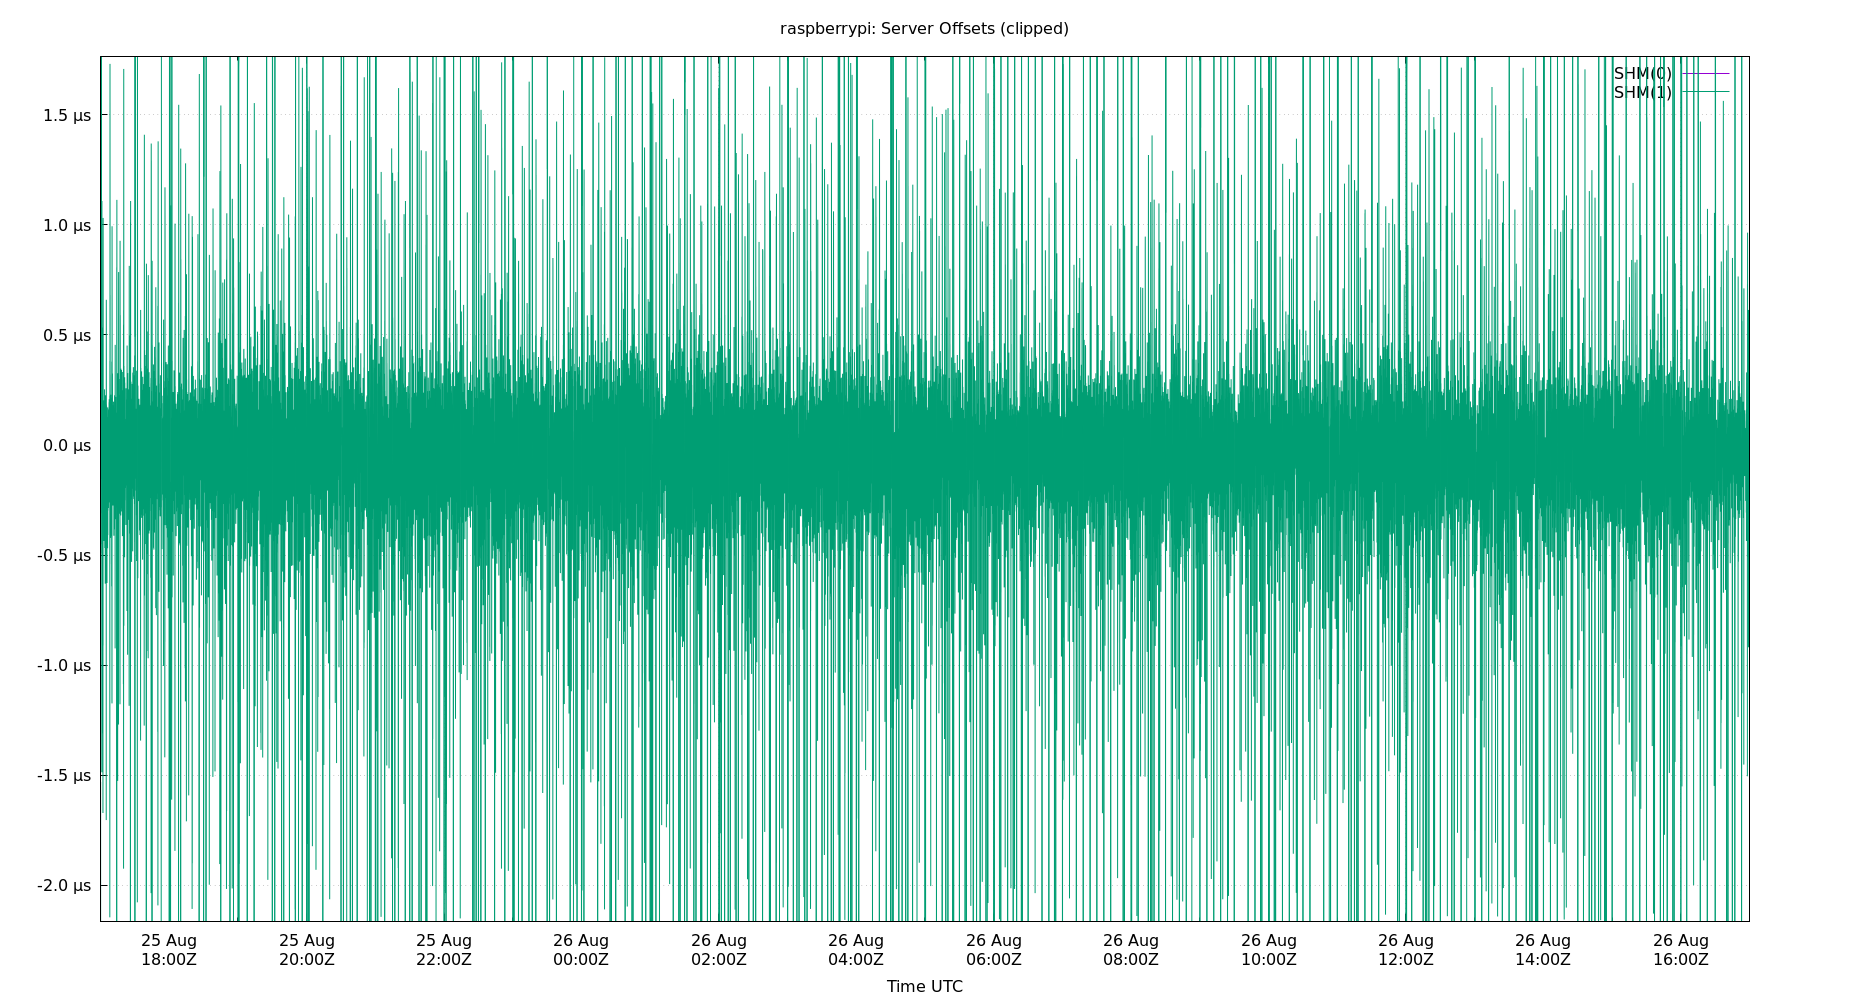 raspberrypi: Server Offsets (clipped)
SHM(0)
SHM(1)
1.5 µs
1.0 µs
0.5 µs
0.0 µs
-0.5 µs
-1.0 µs
-1.5 µs
-2.0 µs
25 Aug 25 Aug 25 Aug 26 Aug 26 Aug 26 Aug 26 Aug 26 Aug 26 Aug 26 Aug 26 Aug 26 Aug
18:00Z 20:00Z 22:00Z 00:00Z 02:00Z 04:00Z 06:00Z 08:00Z 10:00Z 12:00Z 14:00Z 16:00Z
Time UTC